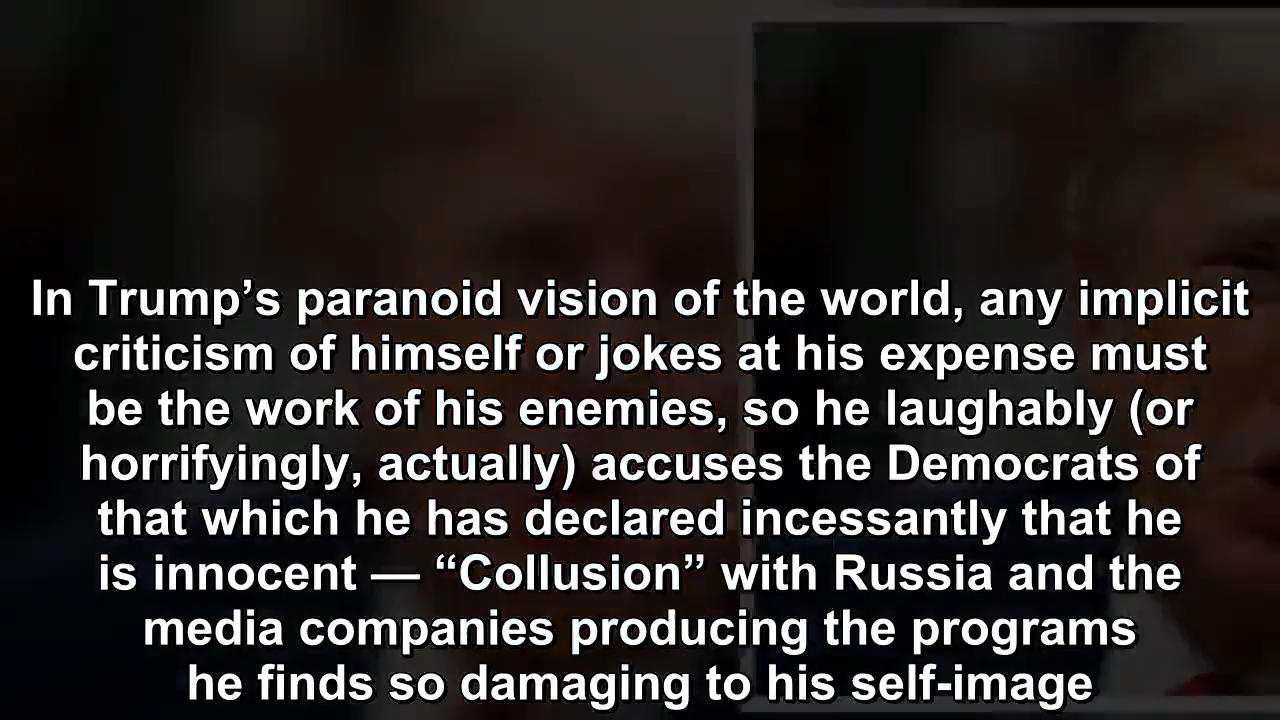 In Trump’s paranoid vision of the world, any implicit
criticism of himself or jokes at his expense must
be the work of his enemies, so he laughably (or
horrifyingly, actually) accuses the Democrats of
that which he has declared incessantly that he
is innocent — “Collusion” with Russia and the
media companies producing the programs
he finds so damaging to his self-image